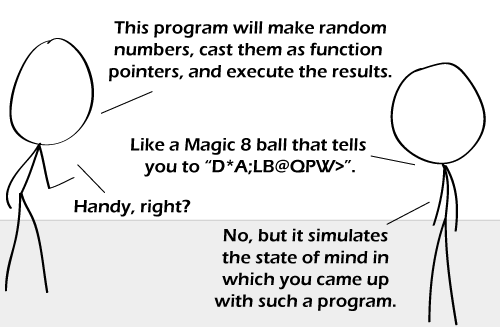 This program will make random
numbers, cast them as function
pointers, and execute the results.
Like a Magic 8 ball that tells
you to “D*A;LB@QPW>”.
Handy, right?
No, but it simulates
the state of mind in
which you came up
with such a program.